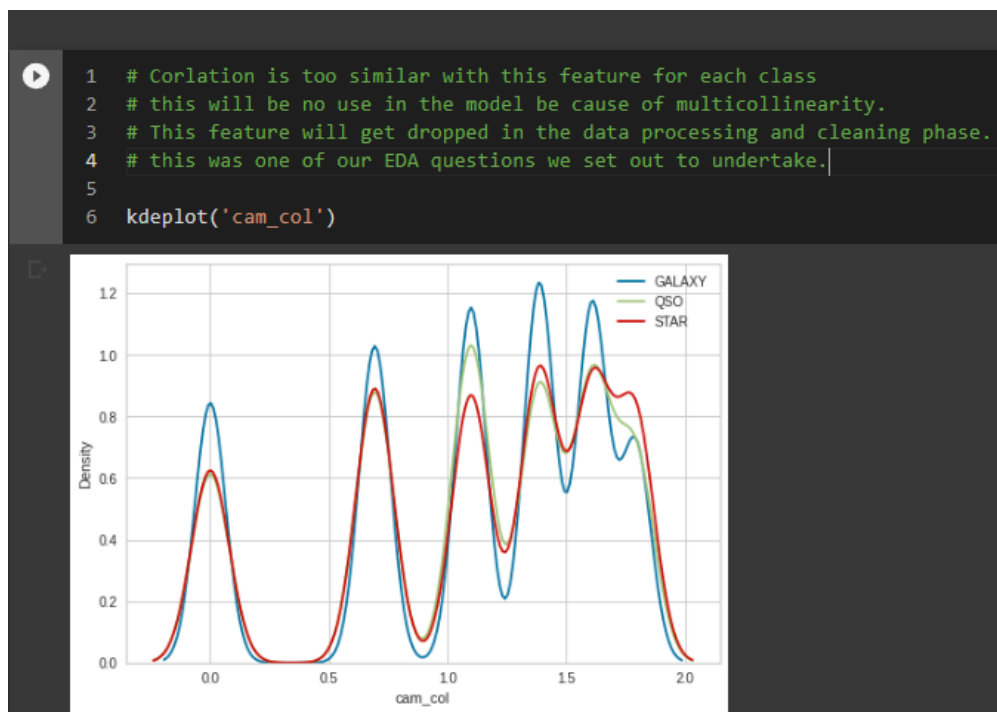 1 # Corlation is too similar with this feature for each class
2 # this will be no use in the model be cause of multicollinearity.
3 # This feature will get dropped in the data processing and cleaning phase.
4 # this was one of our EDA questions we set out to undertake.
5
6 kdeplot('cam_col')
GALAXY
QSO
STAR
1.2
1.0
0.8
0.6
0.4
0.2
0.0
Density
0.0 0.5 1.0 1.5 2.0
cam_col